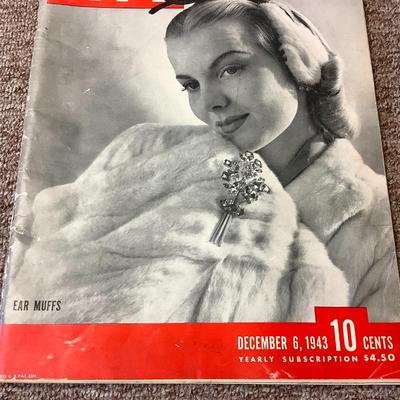 EAR MUFFS
DECEMBER 6, 1943 10 CENTS
YEARLY SUBSCRIPTION $4.50